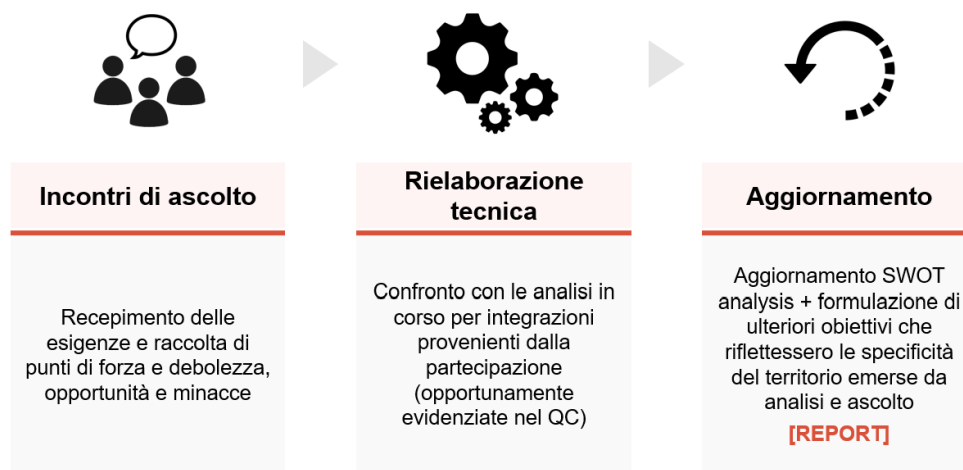 Incontri di ascolto
Recepimento delle
esigenze e raccolta di
punti di forza e debolezza,
opportunità e minacce
Rielaborazione
tecnica
Confronto con le analisi in
corso per integrazioni
provenienti dalla
partecipazione
(opportunamente
evidenziate nel QC)
Aggiornamento
Aggiornamento SWOT
analysis + formulazione di
ulteriori obiettivi che
riflettessero le specificità
del territorio emerse da
analisi e ascolto
[REPORT]